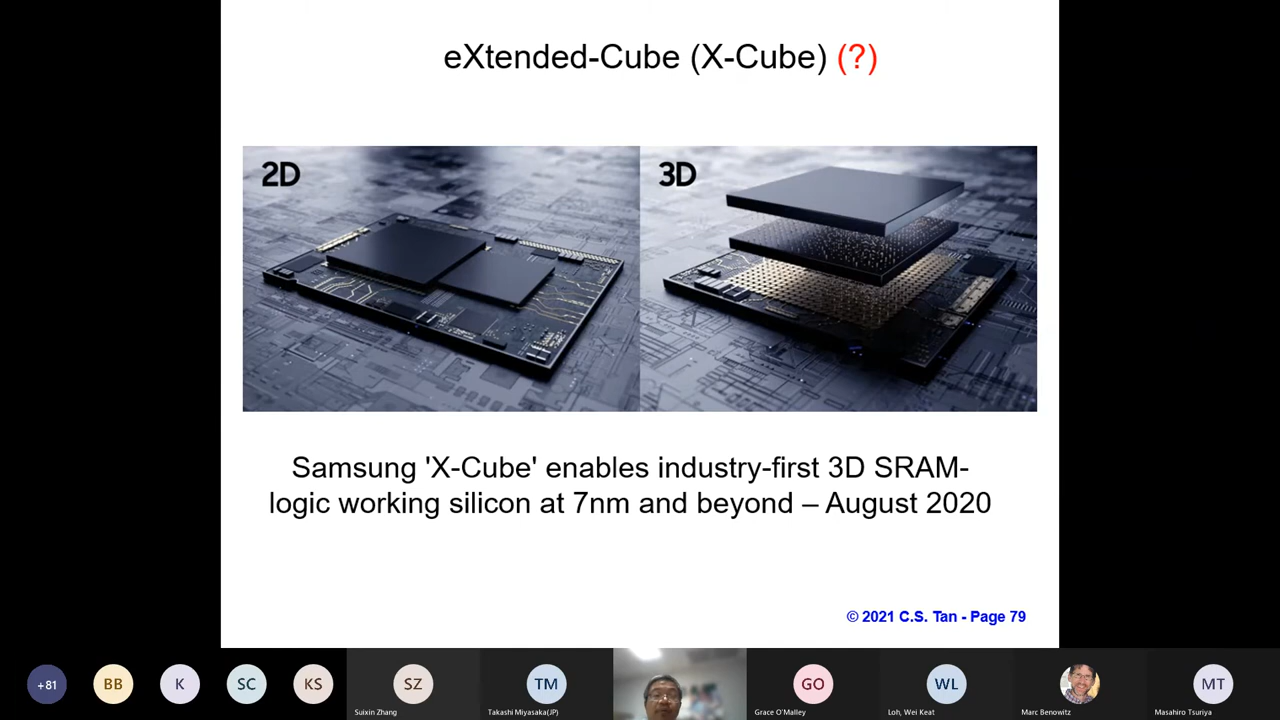 eXtended-Cube (X-Cube) (?)
2D
3D
Samsung 'X-Cube' enables industry-first 3D SRAM-
logic working silicon at 7nm and beyond – August 2020
© 2021 C.S. Tan - Page 79
+81
BB
K
SC
KS
SZ
TM
GO
WL
MT
Suixin Zhang
Takashi Miyasaka(JP)
Grace O'Malley
Loh, Wei Keat
Marc Benowitz
Masahiro Tsuriya